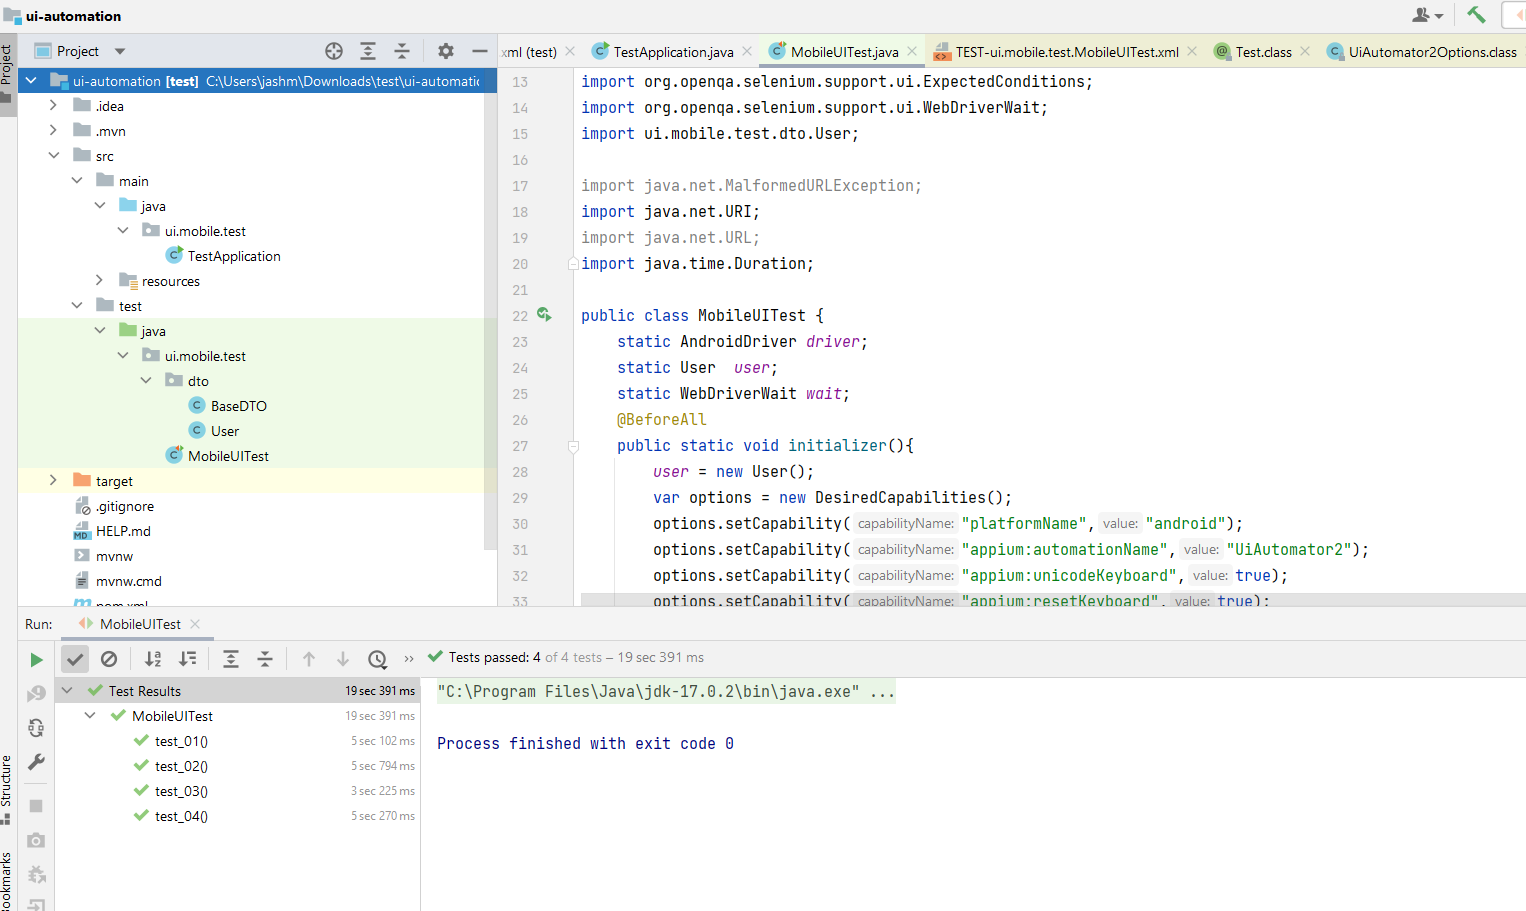 ui-automation
Project
Project
ui-automation [test] C:\Users\jashm\Downloads\test\ui-automatic
.idea
.mvn
src
main
java
ui.mobile.test
TestApplication
resources
test
java
ui.mobile.test
dto
BaseDTO
User
MobileUITest
target
.gitignore
HELP.md
mvnw
mvnw.cmd
pom.xml
.xml (test)
TestApplication.java
MobileUITest.java
TEST-ui.mobile.test.MobileUITest.xml
Test.class
UiAutomator2Options.class
13 import org.openqa.selenium.support.ui.ExpectedConditions;
14 import org.openqa.selenium.support.ui.WebDriverWait;
15 import ui.mobile.test.dto.User;
16
17 import java.net.MalformedURLException;
18 import java.net.URI;
19 import java.net.URL;
20 import java.time.Duration;
21
22 public class MobileUITest {
23 static AndroidDriver driver;
24 static User  user;
25 static WebDriverWait wait;
26 @BeforeAll
27 public static void initializer(){
28 user = new User();
29 var options = new DesiredCapabilities();
30 options.setCapability( capabilityName: "platformName", value: "android");
31 options.setCapability( capabilityName: "appium:automationName", value: "UiAutomator2");
32 options.setCapability( capabilityName: "appium:unicodeKeyboard", value: true);
33 options.setCapability( capabilityName: "appium:resetKeyboard", value: true);
Run: MobileUITest
» Tests passed: 4 of 4 tests – 19 sec 391 ms
Test Results 19 sec 391 ms
MobileUITest 19 sec 391 ms
test_01() 5 sec 102 ms
test_02() 5 sec 794 ms
test_03() 3 sec 225 ms
test_04() 5 sec 270 ms
"C:\Program Files\Java\jdk-17.0.2\bin\java.exe" ...
Process finished with exit code 0
Structure
Bookmarks